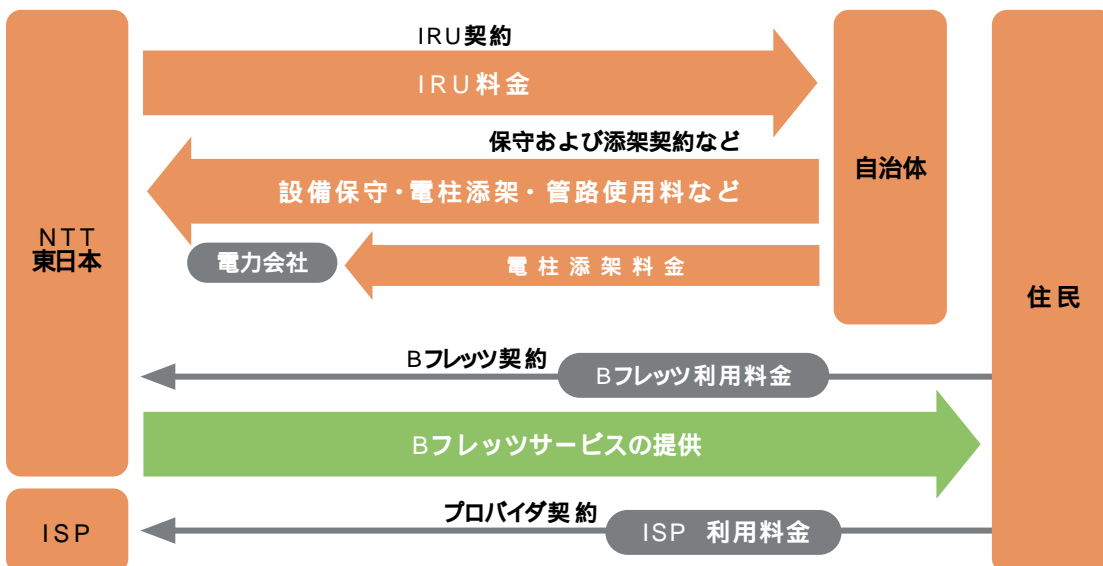 IRU契約
IRU料金
保守および添架契約など
設備保守・電柱添架・管路使用料など
自治体
NTT
東日本
電力会社
電柱添架料金
住民
Bフレッツ契約
Bフレッツ利用料金
Bフレッツサービスの提供
プロバイダ契約
ISP
ISP 利用料金